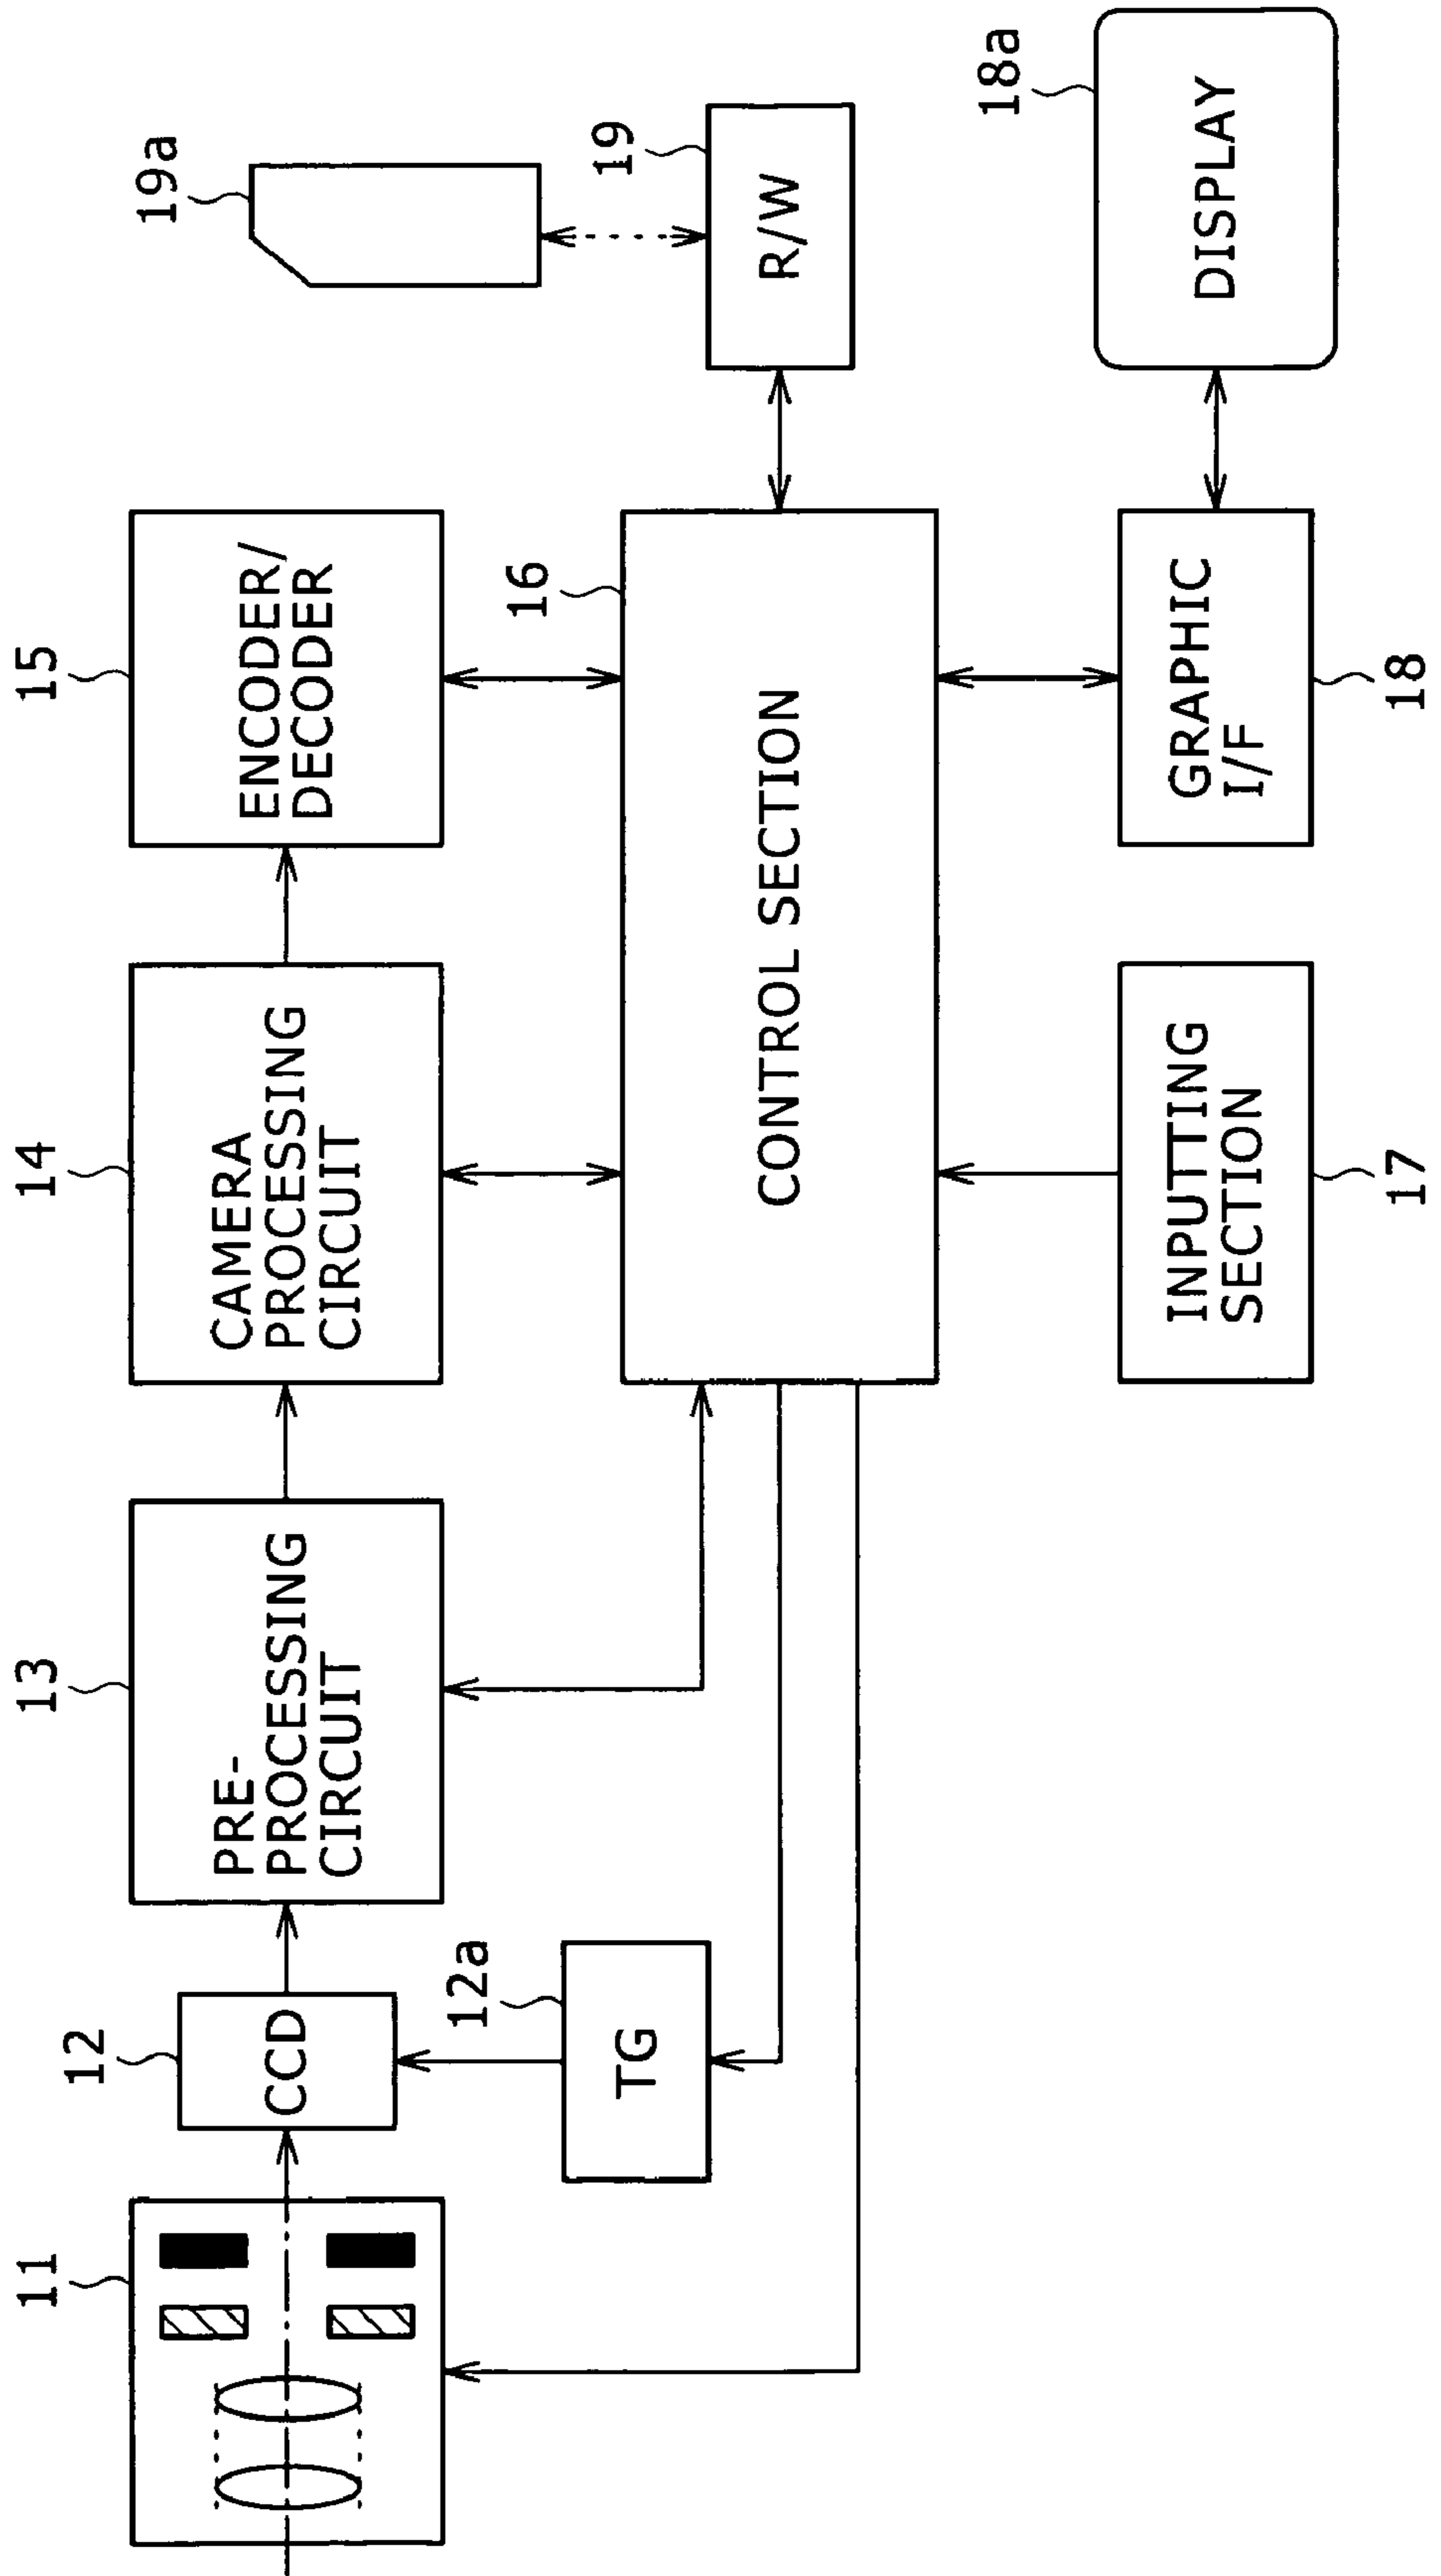 11
12
CCD
12a
TG
13
PRE-
PROCESSING
CIRCUIT
14
CAMERA
PROCESSING
CIRCUIT
15
ENCODER/
DECODER
16
CONTROL SECTION
17
INPUTTING
SECTION
18
GRAPHIC
I/F
19a
19
R/W
18a
DISPLAY